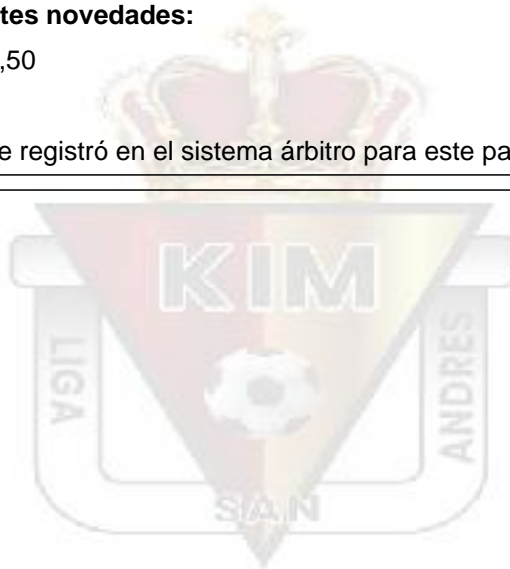 tes novedades:
,50
e registró en el sistema árbitro para este pa
KIM
LIGA
ANDRES
SAN